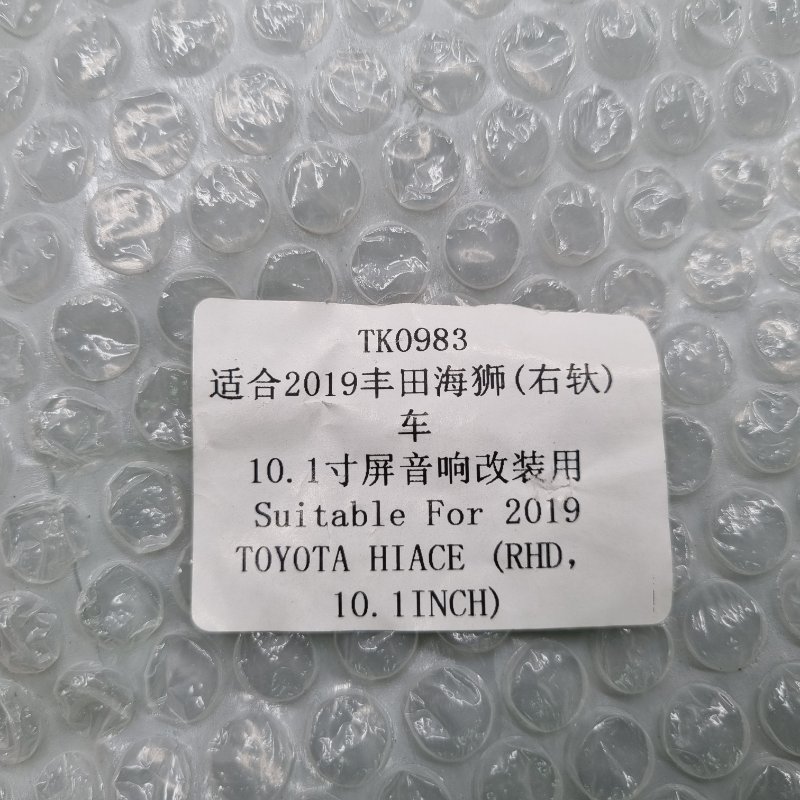 TK0983
适合2019丰田海狮(右轪)
车
10.1寸屏音响改装用
Suitable For 2019
TOYOTA HIACE (RHD,
10.1INCH)